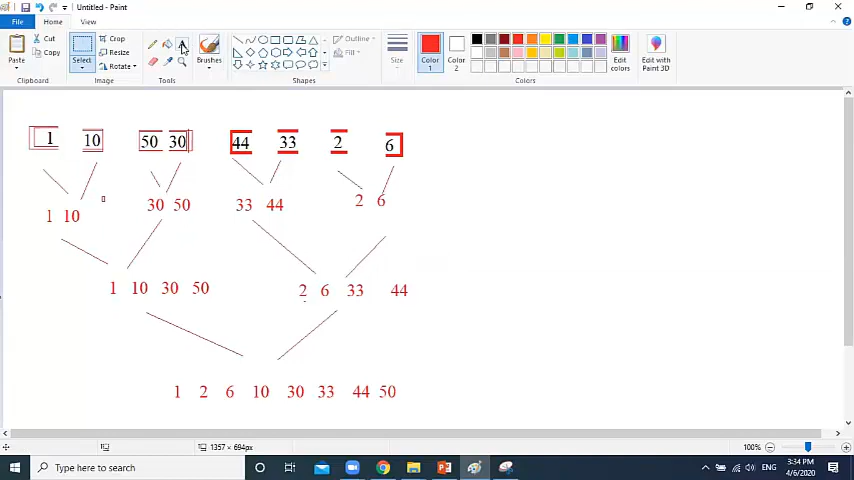 Untitled - Paint
File Home View
Cut
Copy
Paste
Clipboard
Crop
Resize
Rotate
Select
Image
Tools
Brushes
Shapes
Outline
Fill
Size
Color 1
Color 2
Edit colors
Edit with Paint 3D
Colors
1 10 50 30 44 33 2 6
1 10 30 50 33 44 2 6
1 10 30 50 2 6 33 44
1 2 6 10 30 33 44 50
1357 × 694px
100%
Type here to search
ENG
3:34 PM
4/6/2020